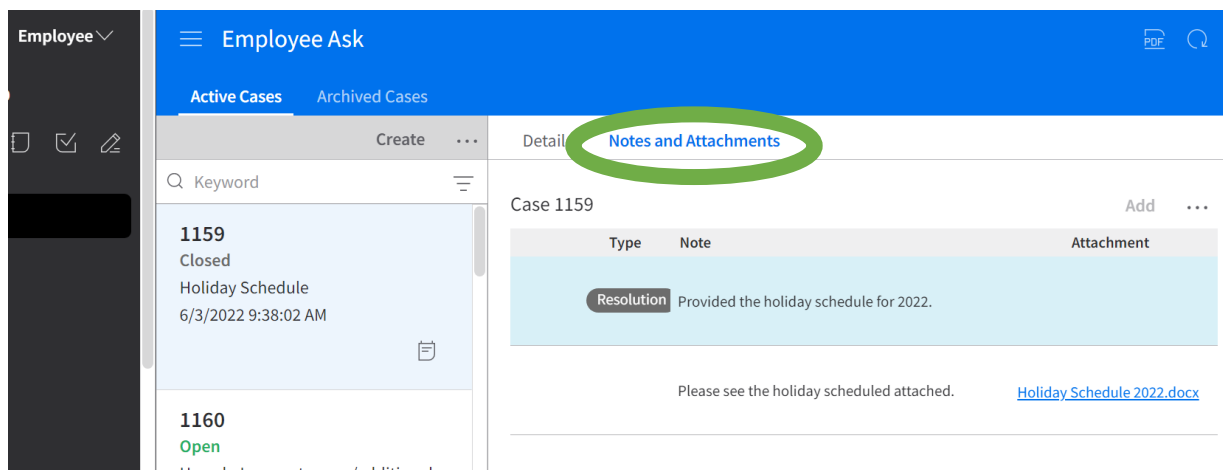 Employee
Employee Ask
PDF
Active Cases
Archived Cases
Create
Detail
Notes and Attachments
Keyword
1159
Closed
Holiday Schedule
6/3/2022 9:38:02 AM
1160
Open
Case 1159
Add
Type Note Attachment
Resolution Provided the holiday schedule for 2022.
Please see the holiday scheduled attached. Holiday Schedule 2022.docx